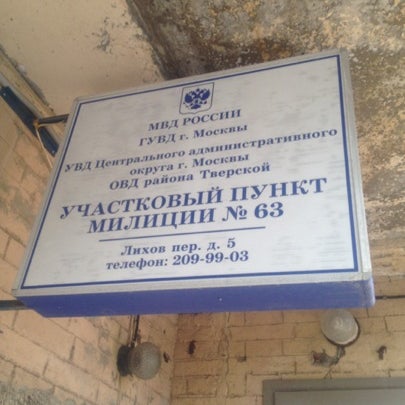 МВД РОССИИ
ГУВД г. Москвы
УВД Центрального административного
округа г. Москвы
ОВД района Тверской
УЧАСТКОВЫЙ ПУНКТ
МИЛИЦИИ № 63
Лихов пер. д. 5
телефон: 209-99-03